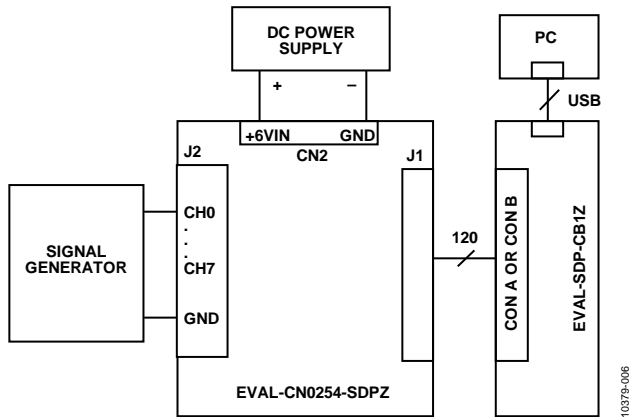 DC POWER
SUPPLY
PC
+
–
USB
+6VIN
GND
CN2
J2
J1
CH0
.
.
.
CH7
GND
SIGNAL
GENERATOR
120
CON A OR CON B
EVAL-SDP-CB1Z
EVAL-CN0254-SDPZ
10379-006